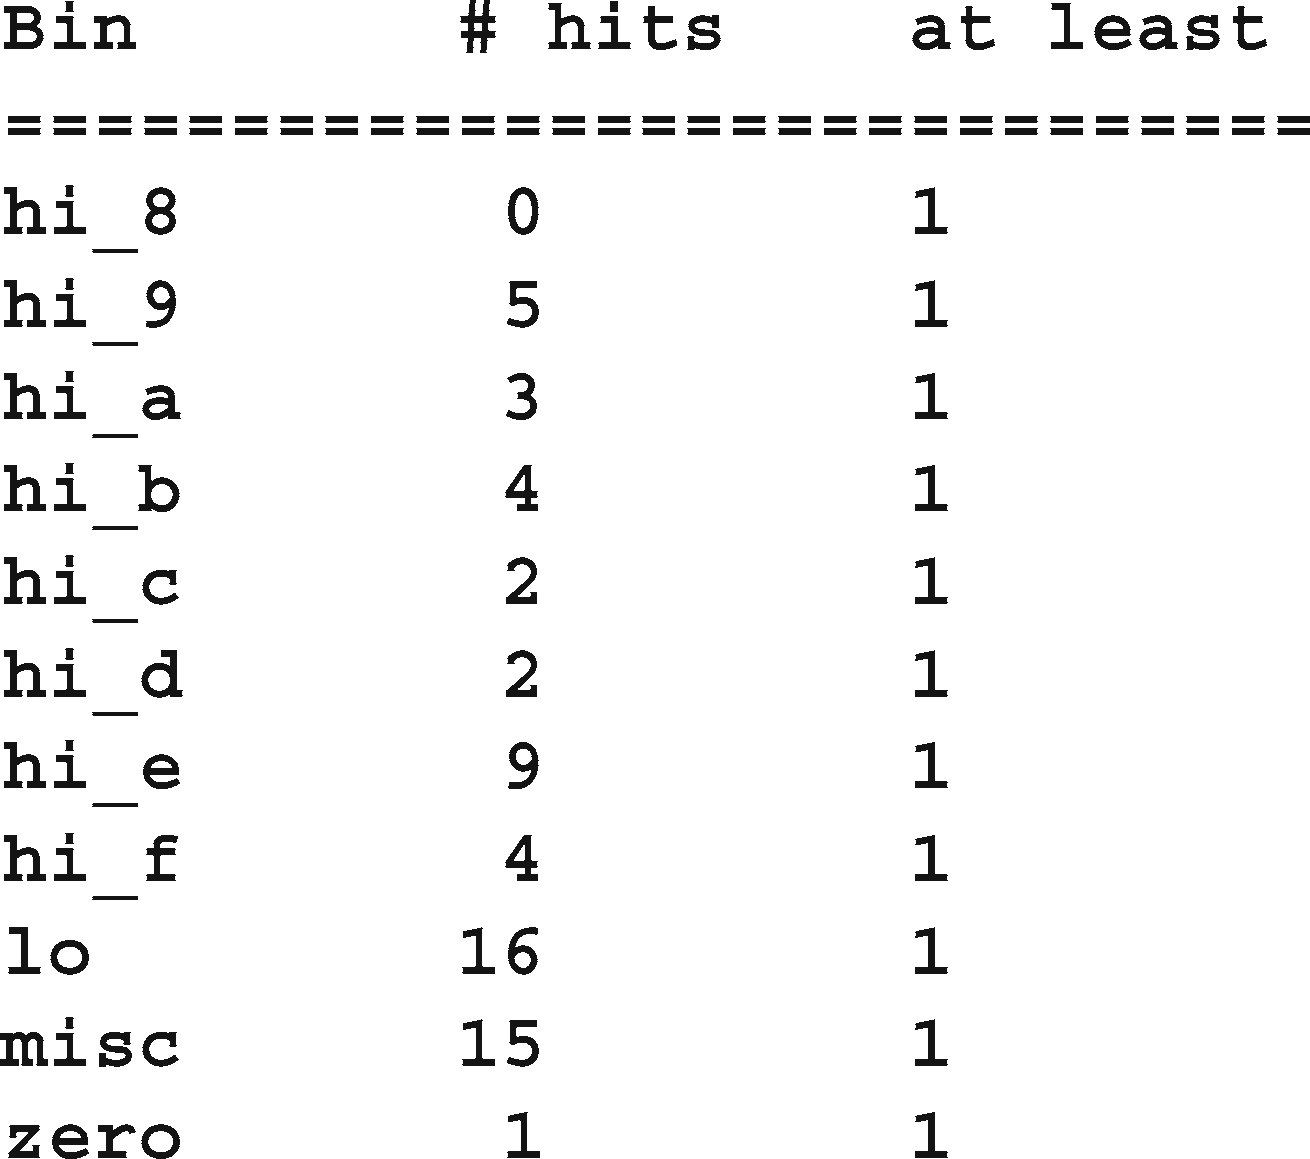 Bin # hits at least
=============================
hi_8 0 1
hi_9 5 1
hi_a 3 1
hi_b 4 1
hi_c 2 1
hi_d 2 1
hi_e 9 1
hi_f 4 1
lo 16 1
misc 15 1
zero 1 1